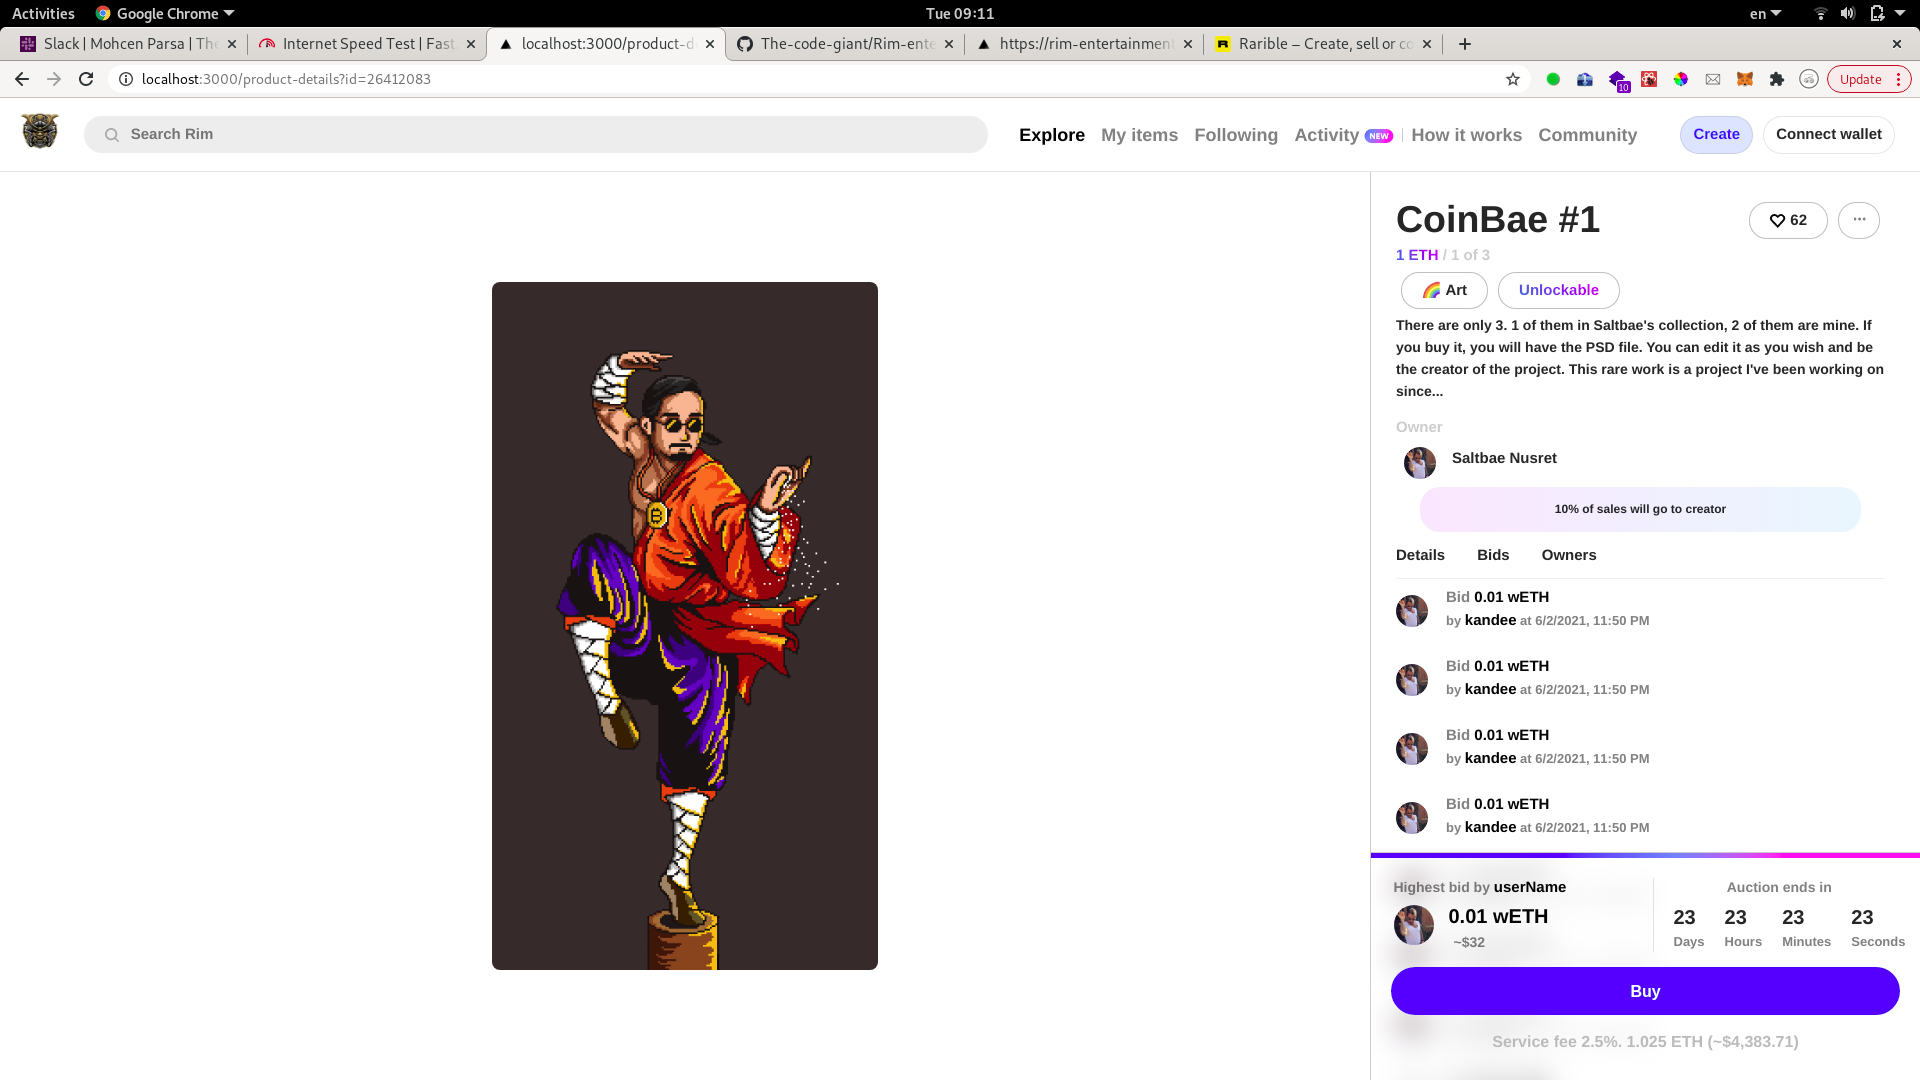 Activities
Google Chrome
Tue 09:11
en
Slack | Mohcen Parsa | The
Internet Speed Test | Fast.
localhost:3000/product-d
The-code-giant/Rim-ente
https://rim-entertainment
Rarible – Create, sell or co
localhost:3000/product-details?id=26412083
10
Update
Search Rim
Explore
My items
Following
Activity NEW
How it works
Community
Create
Connect wallet
CoinBae #1
62
...
1 ETH / 1 of 3
Art
Unlockable
There are only 3. 1 of them in Saltbae's collection, 2 of them are mine. If
you buy it, you will have the PSD file. You can edit it as you wish and be
the creator of the project. This rare work is a project I've been working on
since...
Owner
Saltbae Nusret
10% of sales will go to creator
Details
Bids
Owners
Bid 0.01 wETH
by kandee at 6/2/2021, 11:50 PM
Bid 0.01 wETH
by kandee at 6/2/2021, 11:50 PM
Bid 0.01 wETH
by kandee at 6/2/2021, 11:50 PM
Bid 0.01 wETH
by kandee at 6/2/2021, 11:50 PM
Highest bid by userName
0.01 wETH
~$32
Auction ends in
23 23 23 23
Days Hours Minutes Seconds
Buy
Service fee 2.5%. 1.025 ETH (~$4,383.71)